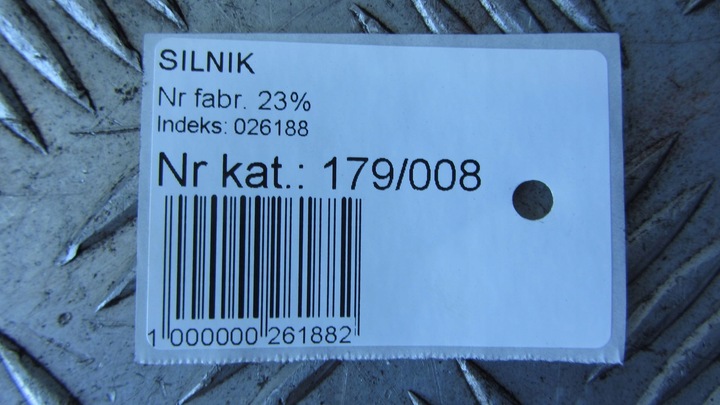 SILNIK
Nr fabr. 23%
Indeks: 026188
Nr kat.: 179/008
1 000000 261882